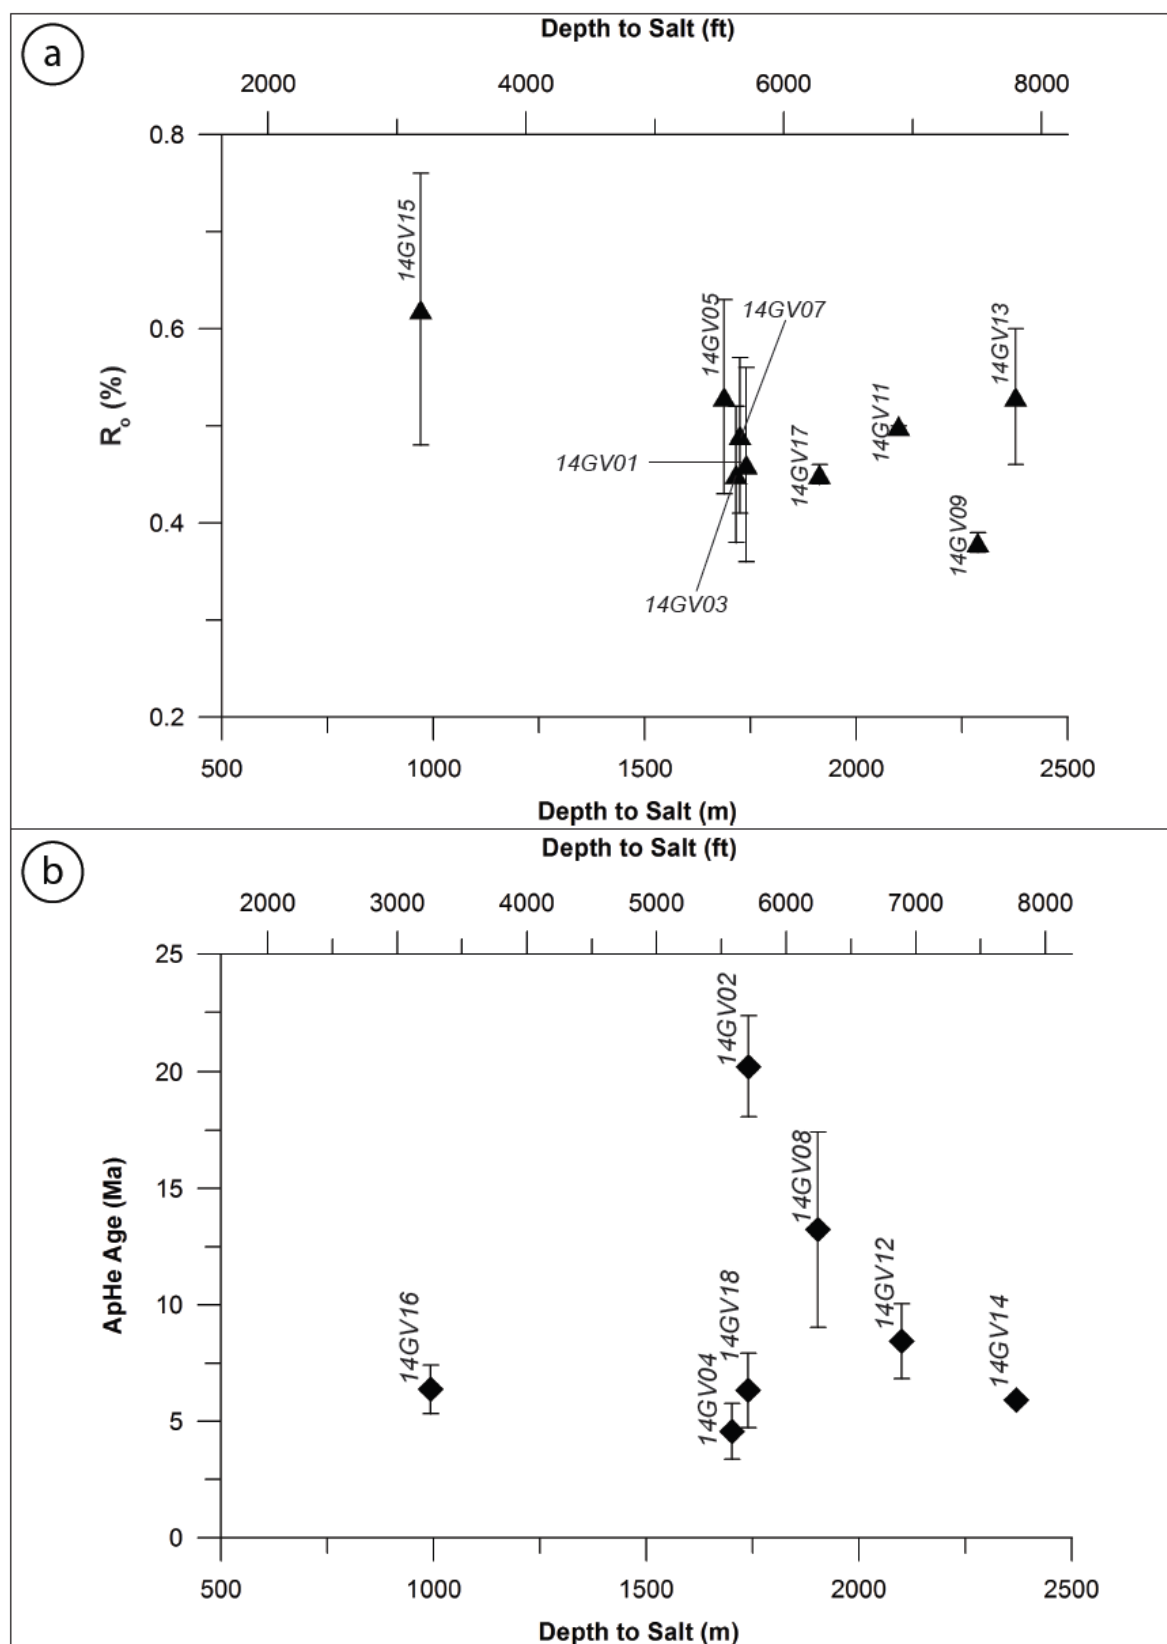 a
Depth to Salt (ft)
2000 4000 6000 8000
0.8
0.6
0.4
0.2
Ro (%)
14GV15
14GV05
14GV07
14GV01
14GV03
14GV17
14GV11
14GV09
14GV13
500 1000 1500 2000 2500
Depth to Salt (m)
b
Depth to Salt (ft)
2000 3000 4000 5000 6000 7000 8000
25
20
15
10
5
0
ApHe Age (Ma)
14GV16
14GV02
14GV08
14GV18
14GV04
14GV12
14GV14
500 1000 1500 2000 2500
Depth to Salt (m)